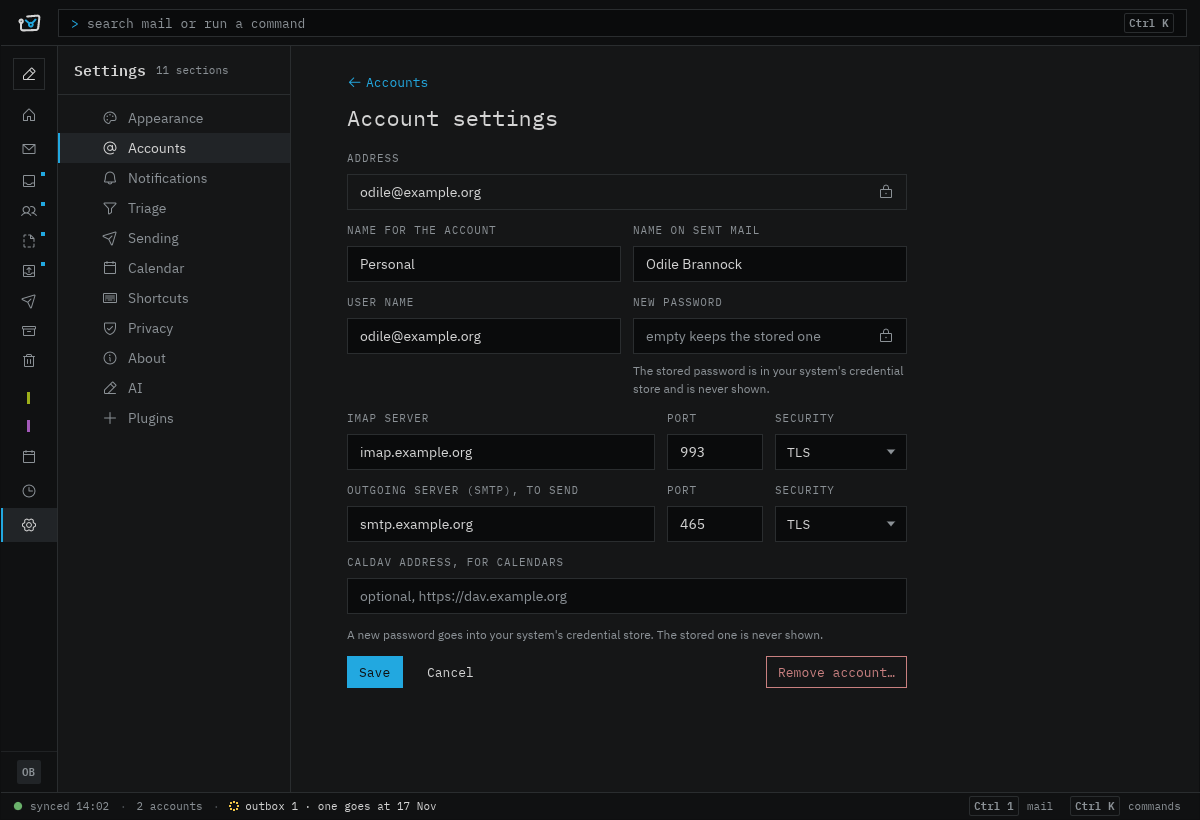 > search mail or run a command Ctrl K
Settings 11 sections
Appearance
Accounts
Notifications
Triage
Sending
Calendar
Shortcuts
Privacy
About
AI
Plugins
← Accounts
Account settings
ADDRESS
odile@example.org
NAME FOR THE ACCOUNT NAME ON SENT MAIL
Personal Odile Brannock
USER NAME NEW PASSWORD
odile@example.org empty keeps the stored one
The stored password is in your system's credential
store and is never shown.
IMAP SERVER PORT SECURITY
imap.example.org 993 TLS
OUTGOING SERVER (SMTP), TO SEND PORT SECURITY
smtp.example.org 465 TLS
CALDAV ADDRESS, FOR CALENDARS
optional, https://dav.example.org
A new password goes into your system's credential store. The stored one is never shown.
Save Cancel Remove account…
OB
synced 14:02 · 2 accounts · outbox 1 · one goes at 17 Nov Ctrl 1 mail Ctrl K commands